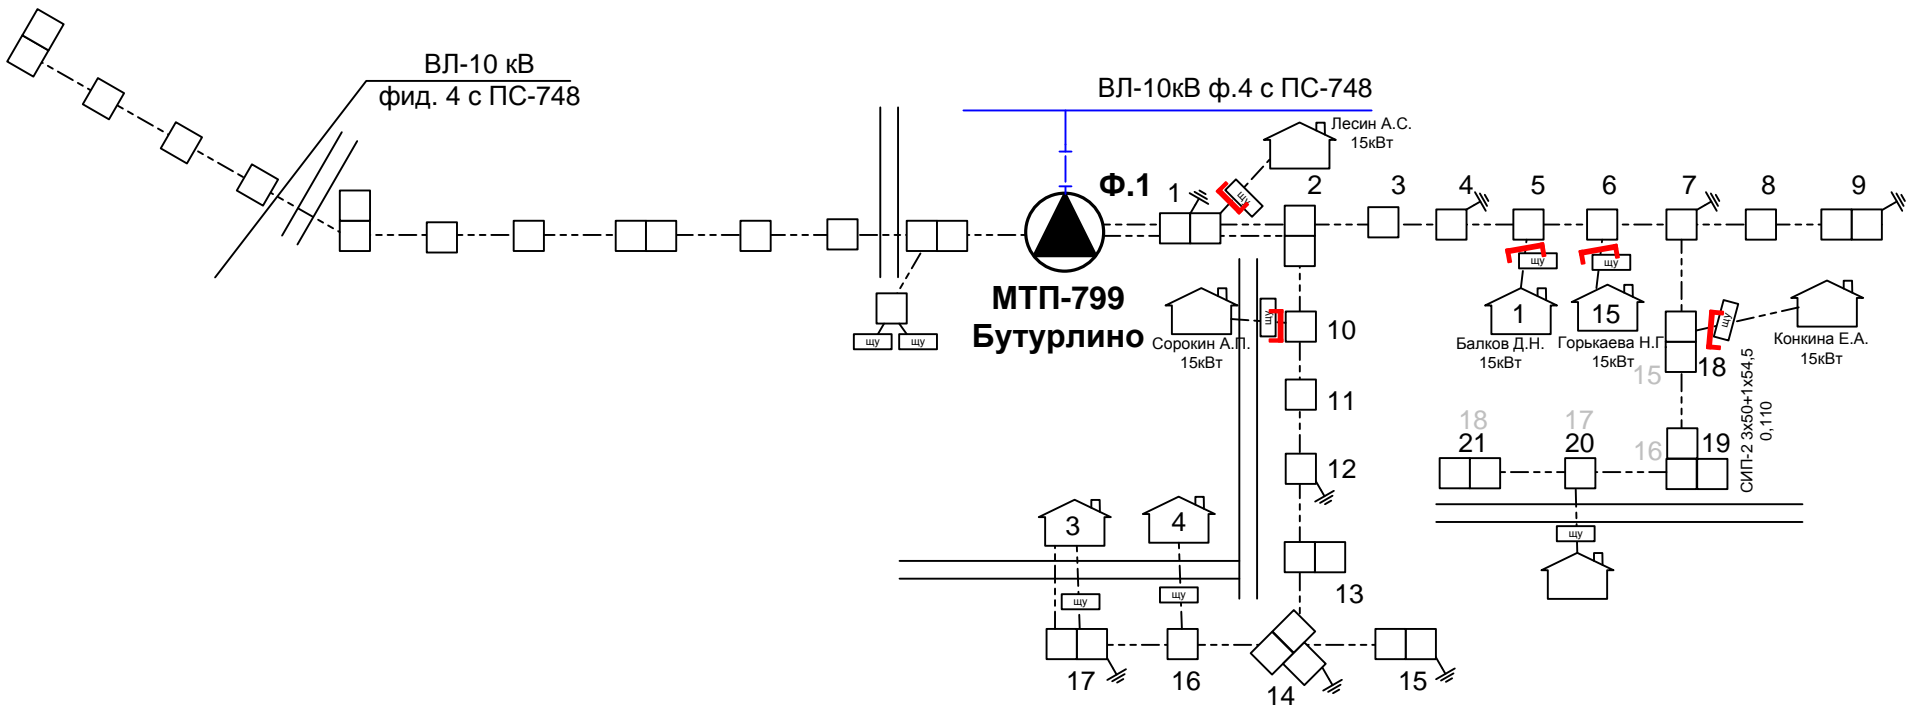 ВЛ-10 кВ
фид. 4 с ПС-748
ВЛ-10кВ ф.4 с ПС-748
Лесин А.С.
15кВт
Ф.1
1
2
3
4
5
6
7
8
9
щу
щу
щу
МТП-799
Бутурлино
щу
щу
щу
Сорокин А.П.
15кВт
10
1
Балков Д.Н.
15кВт
15
Горькаева Н.Г
15кВт
щу
Конкина Е.А.
15кВт
15
18
СИП-2 3х50+1х54,5
0,110
11
18
21
17
20
16
19
12
3
4
щу
щу
щу
13
17
16
14
15